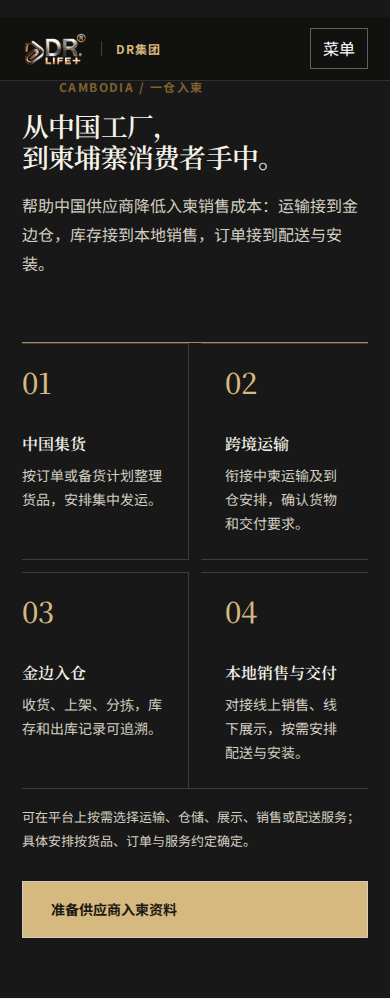 DR.®
LIFE+
DR集团
菜单
CAMBODIA / 一仓入柬
从中国工厂，
到柬埔寨消费者手中。
帮助中国供应商降低入柬销售成本：运输接到金
边仓，库存接到本地销售，订单接到配送与安
装。
01
中国集货
按订单或备货计划整理
货品，安排集中发运。
02
跨境运输
衔接中柬运输及到
仓安排，确认货物
和交付要求。
03
金边入仓
收货、上架、分拣，库
存和出库记录可追溯。
04
本地销售与交付
对接线上销售、线
下展示，按需安排
配送与安装。
可在平台上按需选择运输、仓储、展示、销售或配送服务；
具体安排按货品、订单与服务约定确定。
准备供应商入柬资料